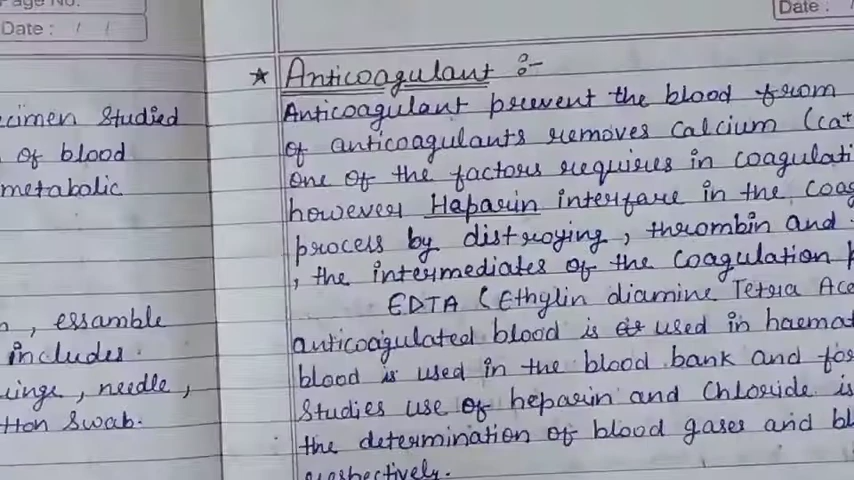 Page No.
Date : / /
Date : /
ecimen Studied
of blood
metabolic
, essamble
includes.
inge, needle,
tton Swab.
* Anticoagulant :-
Anticoagulant prevent the blood from
of anticoagulants removes Calcium (ca+
one of the factors requires in coagulati
however Heparin interfare in the Coag
process by distroying, thrombin and
, the intermediates of the Coagulation
EDTA (Ethylin diamine Tetra Ace
anticoagulated blood is used in haemat
blood is used in the blood bank and for
Studies use of heparin and Chloride is
the determination of blood gases and bl
respectively.